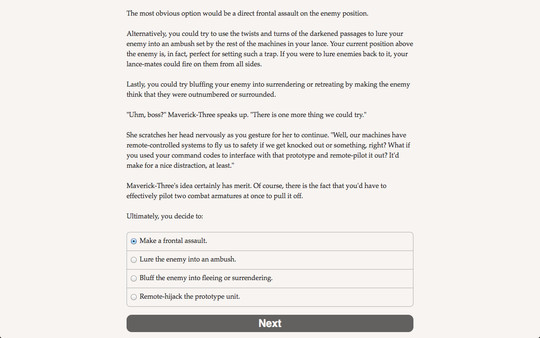 The most obvious option would be a direct frontal assault on the enemy position.
Alternatively, you could try to use the twists and turns of the darkened passages to lure your
enemy into an ambush set by the rest of the machines in your lance. Your current position above
the enemy is, in fact, perfect for setting such a trap. If you were to lure enemies back to it, your
lance-mates could fire on them from all sides.
Lastly, you could try bluffing your enemy into surrendering or retreating by making the enemy
think that they were outnumbered or surrounded.
"Uhm, boss?" Maverick-Three speaks up. "There is one more thing we could try."
She scratches her head nervously as you gesture for her to continue. "Well, our machines have
remote-controlled systems to fly us to safety if we get knocked out or something, right? What if
you used your command codes to interface with that prototype and remote-pilot it out? It'd
make for a nice distraction, at least."
Maverick-Three's idea certainly has merit. Of course, there is the fact that you'd have to
effectively pilot two combat armatures at once to pull it off.
Ultimately, you decide to:
Make a frontal assault.
Lure the enemy into an ambush.
Bluff the enemy into fleeing or surrendering.
Remote-hijack the prototype unit.
Next